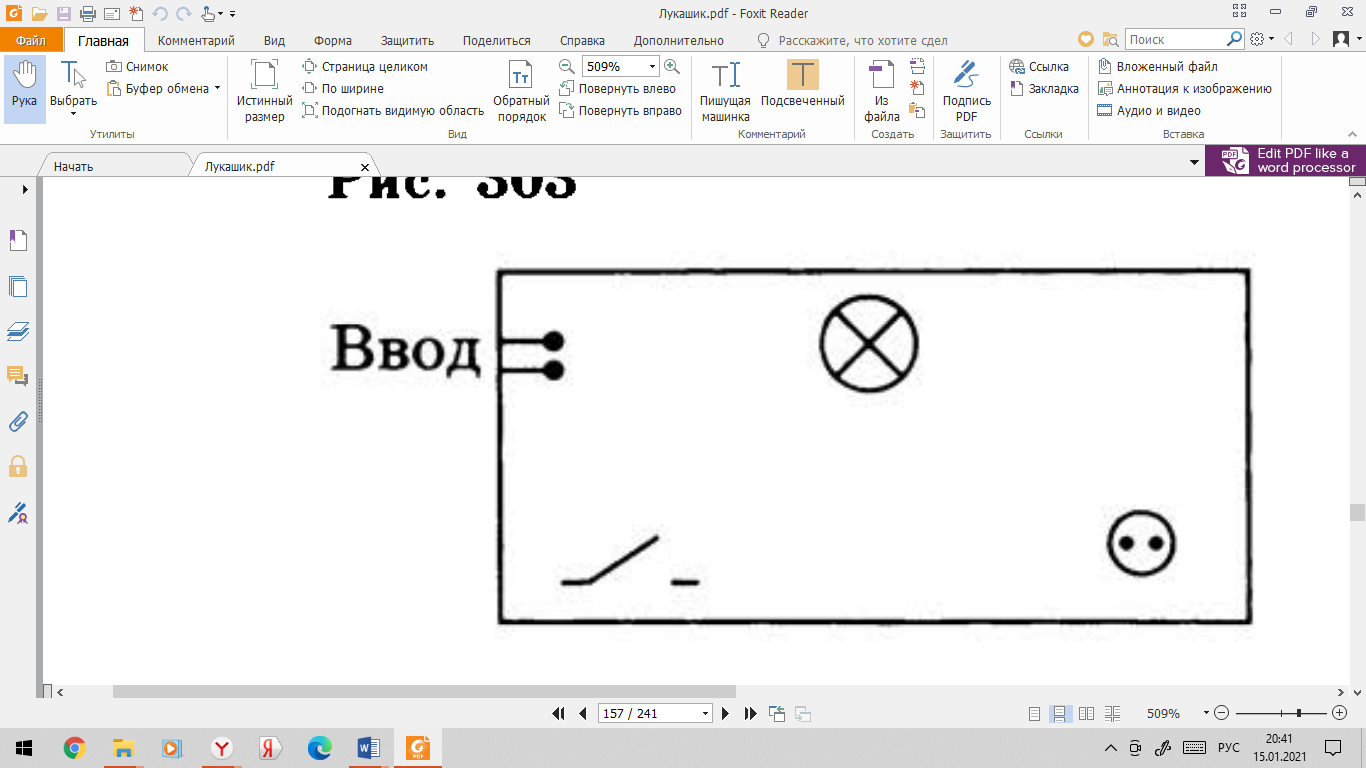 Лукашик.pdf - Foxit Reader
Файл Главная Комментарий Вид Форма Защитить Поделиться Справка Дополнительно Расскажите, что хотите сдел Поиск
Рука
Выбрать
Снимок
Буфер обмена
Утилиты
Истинный размер
Страница целиком
По ширине
Подогнать видимую область
Обратный порядок
509%
Повернуть влево
Повернуть вправо
Вид
Пишущая машинка
Подсвеченный
Комментарий
Из файла
Создать
Подпись PDF
Защитить
Ссылка
Закладка
Ссылки
Вложенный файл
Аннотация к изображению
Аудио и видео
Вставка
Начать
Лукашик.pdf
Edit PDF like a
word processor
Рис. 303
Ввод
157 / 241
509%
РУС
20:41
15.01.2021